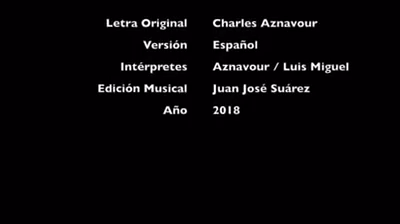 Letra Original Charles Aznavour
Versión Español
Intérpretes Aznavour / Luis Miguel
Edición Musical Juan José Suárez
Año 2018